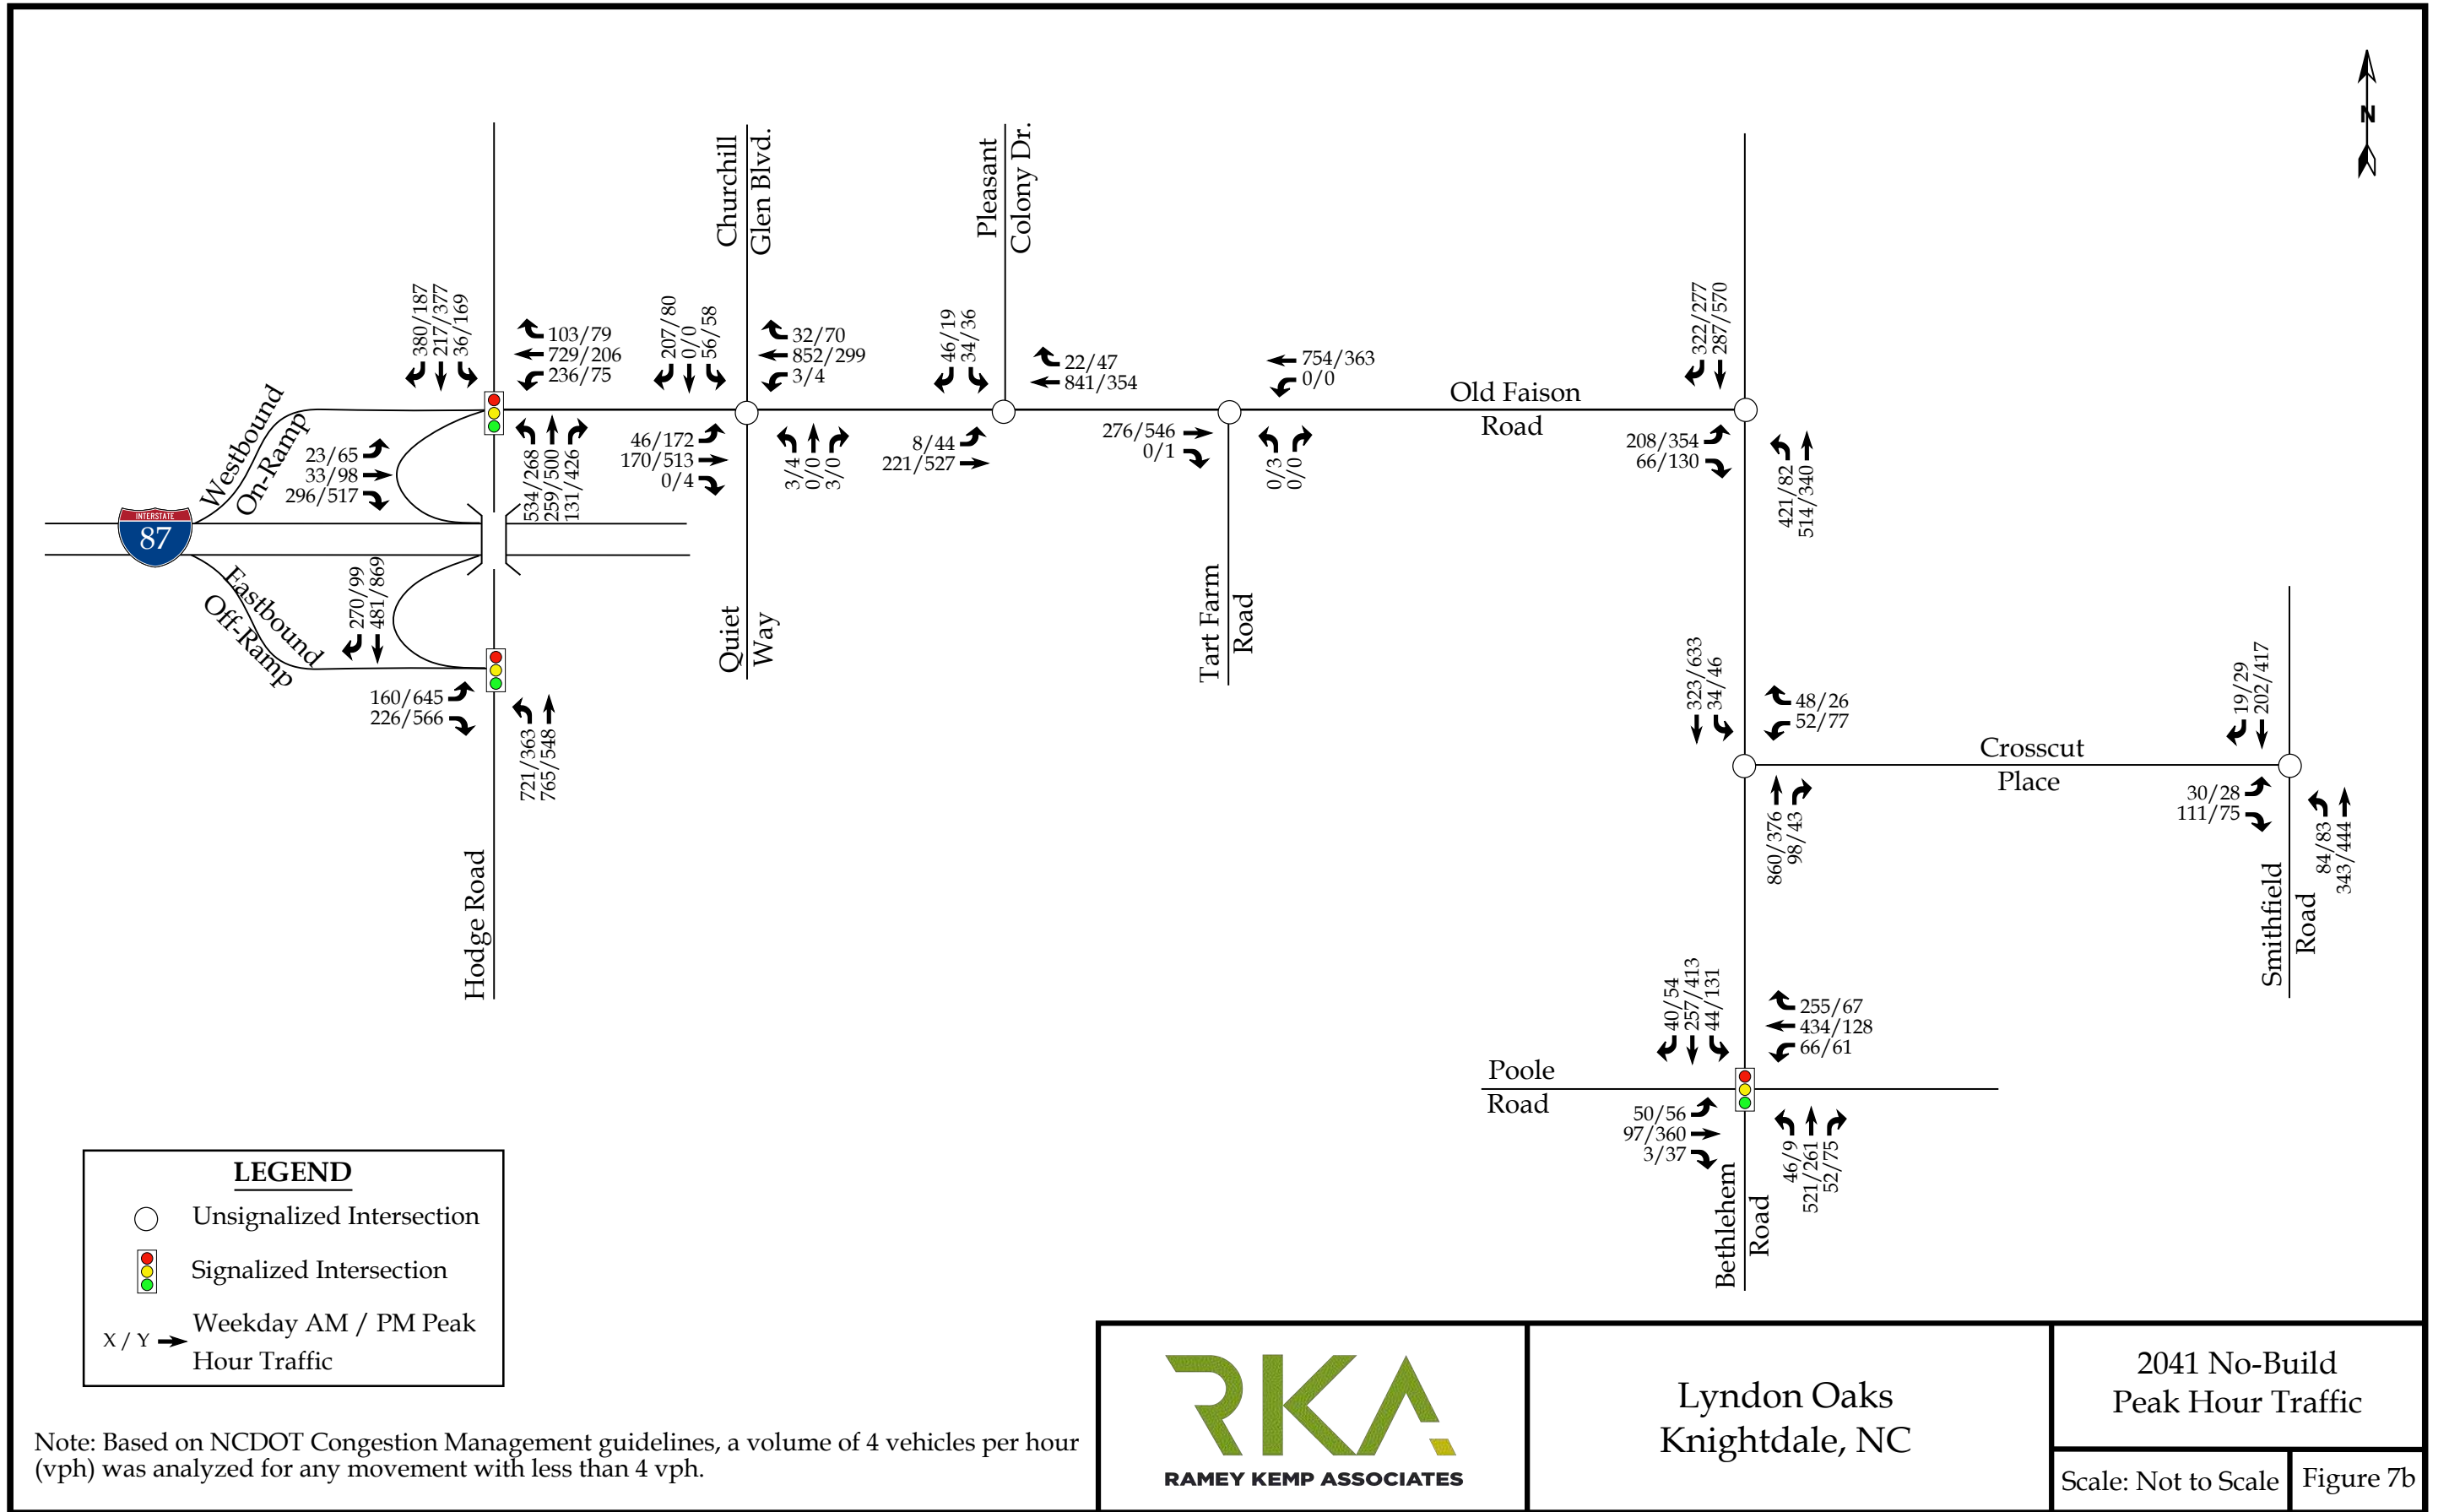 N
Churchill
Glen Blvd.
Pleasant
Colony Dr.
380/187
217/377
36/169
103/79
729/206
236/75
207/80
0/0
56/58
32/70
852/299
3/4
46/19
34/36
22/47
841/354
754/363
0/0
322/277
287/570
Old Faison
Road
Westbound
On-Ramp
23/65
33/98
296/517
534/268
259/500
131/426
46/172
170/513
0/4
3/4
0/0
3/0
8/44
221/527
276/546
0/1
0/3
0/0
208/354
66/130
421/82
514/340
INTERSTATE
87
Eastbound
Off-Ramp
270/99
481/869
160/645
226/566
721/363
765/548
Quiet
Way
Tart Farm
Road
323/633
34/46
48/26
52/77
Crosscut
Place
19/29
202/417
30/28
111/75
84/83
343/444
860/376
98/43
Hodge Road
Smithfield
Road
40/54
257/413
44/131
255/67
434/128
66/61
Poole
Road
50/56
97/360
3/37
46/9
521/261
52/75
Bethlehem
Road
LEGEND
Unsignalized Intersection
Signalized Intersection
X / Y
Weekday AM / PM Peak
Hour Traffic
Note: Based on NCDOT Congestion Management guidelines, a volume of 4 vehicles per hour
(vph) was analyzed for any movement with less than 4 vph.
RKA
RAMEY KEMP ASSOCIATES
Lyndon Oaks
Knightdale, NC
2041 No-Build
Peak Hour Traffic
Scale: Not to Scale
Figure 7b